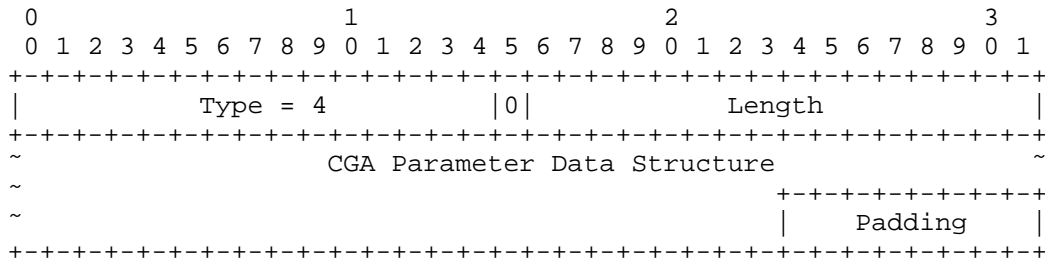 0                   1                   2                   3
0 1 2 3 4 5 6 7 8 9 0 1 2 3 4 5 6 7 8 9 0 1 2 3 4 5 6 7 8 9 0 1
+-+-+-+-+-+-+-+-+-+-+-+-+-+-+-+-+-+-+-+-+-+-+-+-+-+-+-+-+-+-+-+-+
|           Type = 4          |0|            Length             |
+-+-+-+-+-+-+-+-+-+-+-+-+-+-+-+-+-+-+-+-+-+-+-+-+-+-+-+-+-+-+-+-+
~                   CGA Parameter Data Structure                ~
~                                               +-+-+-+-+-+-+-+-+
~                                               |    Padding    |
+-+-+-+-+-+-+-+-+-+-+-+-+-+-+-+-+-+-+-+-+-+-+-+-+-+-+-+-+-+-+-+-+